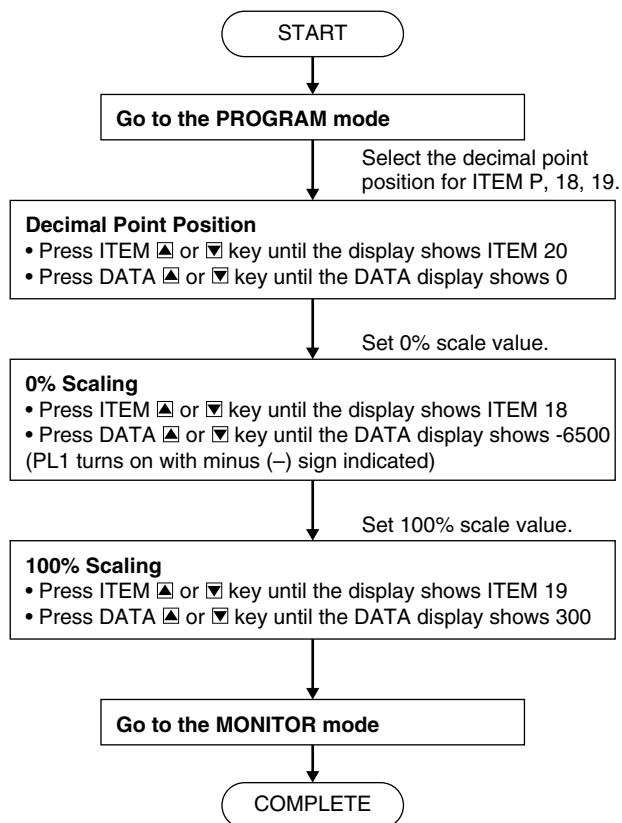 START
Go to the PROGRAM mode
Select the decimal point
position for ITEM P, 18, 19.
Decimal Point Position
• Press ITEM ▲ or ▼ key until the display shows ITEM 20
• Press DATA ▲ or ▼ key until the DATA display shows 0
Set 0% scale value.
0% Scaling
• Press ITEM ▲ or ▼ key until the display shows ITEM 18
• Press DATA ▲ or ▼ key until the DATA display shows -6500
(PL1 turns on with minus (–) sign indicated)
Set 100% scale value.
100% Scaling
• Press ITEM ▲ or ▼ key until the display shows ITEM 19
• Press DATA ▲ or ▼ key until the DATA display shows 300
Go to the MONITOR mode
COMPLETE